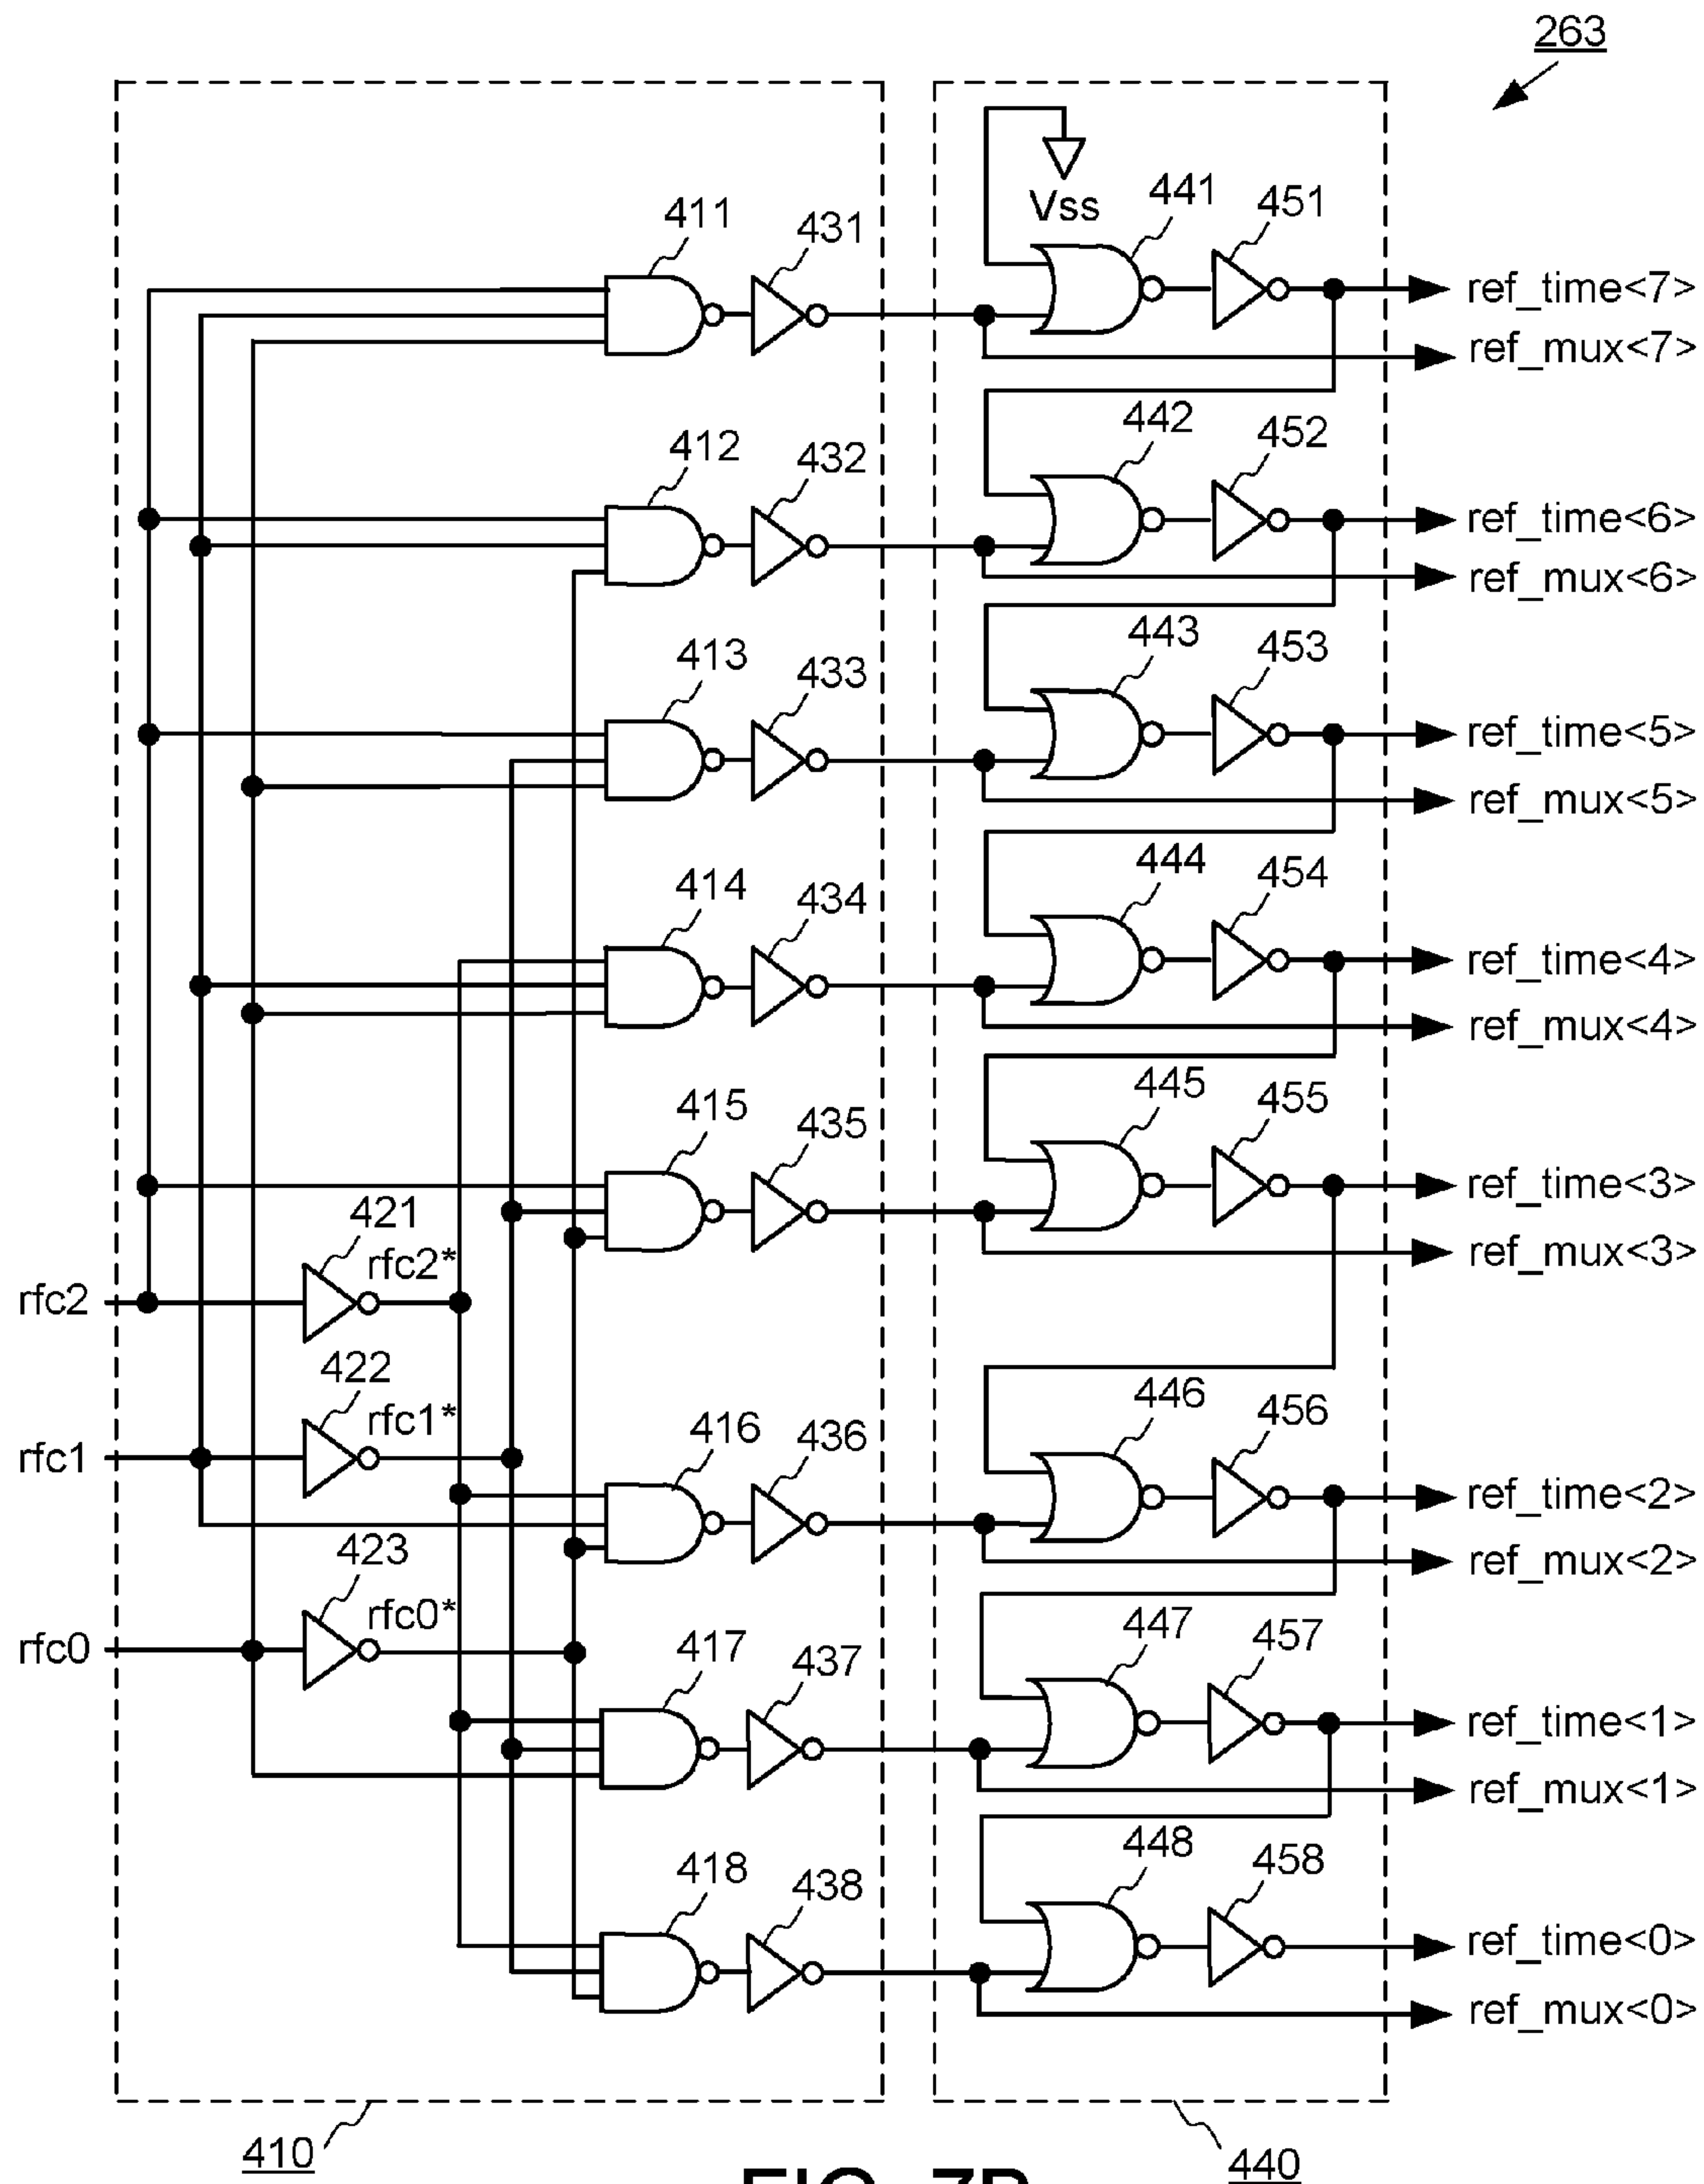 263
Vss
441
451
411
431
ref_time<7>
ref_mux<7>
412
432
442
452
ref_time<6>
ref_mux<6>
413
433
443
453
ref_time<5>
ref_mux<5>
414
434
444
454
ref_time<4>
ref_mux<4>
415
435
445
455
ref_time<3>
ref_mux<3>
421
rfc2*
rfc2
422
rfc1*
rfc1
416
436
446
456
ref_time<2>
ref_mux<2>
423
rfc0*
rfc0
417
437
447
457
ref_time<1>
ref_mux<1>
418
438
448
458
ref_time<0>
ref_mux<0>
410
440
FIG. 7B